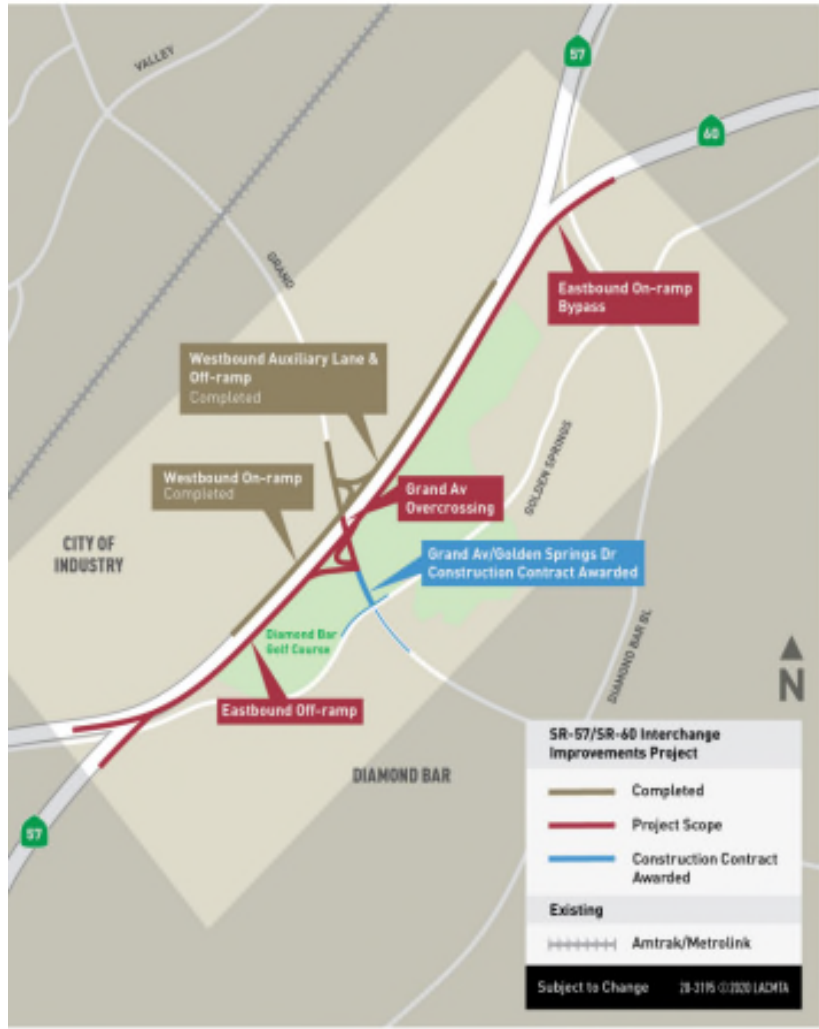 57
VALLEY
60
GRAND
Eastbound On-ramp
Bypass
Westbound Auxiliary Lane &
Off-ramp
Completed
Westbound On-ramp
Completed
Grand Av
Overcrossing
GOLDEN SPRINGS
CITY OF
INDUSTRY
Grand Av/Golden Springs Dr
Construction Contract Awarded
Diamond Bar
Golf Course
DIAMOND BAR BL
N
Eastbound Off-ramp
DIAMOND BAR
57
SR-57/SR-60 Interchange
Improvements Project
Completed
Project Scope
Construction Contract
Awarded
Existing
Amtrak/Metrolink
Subject to Change 20-3195 ©2020 LACMTA